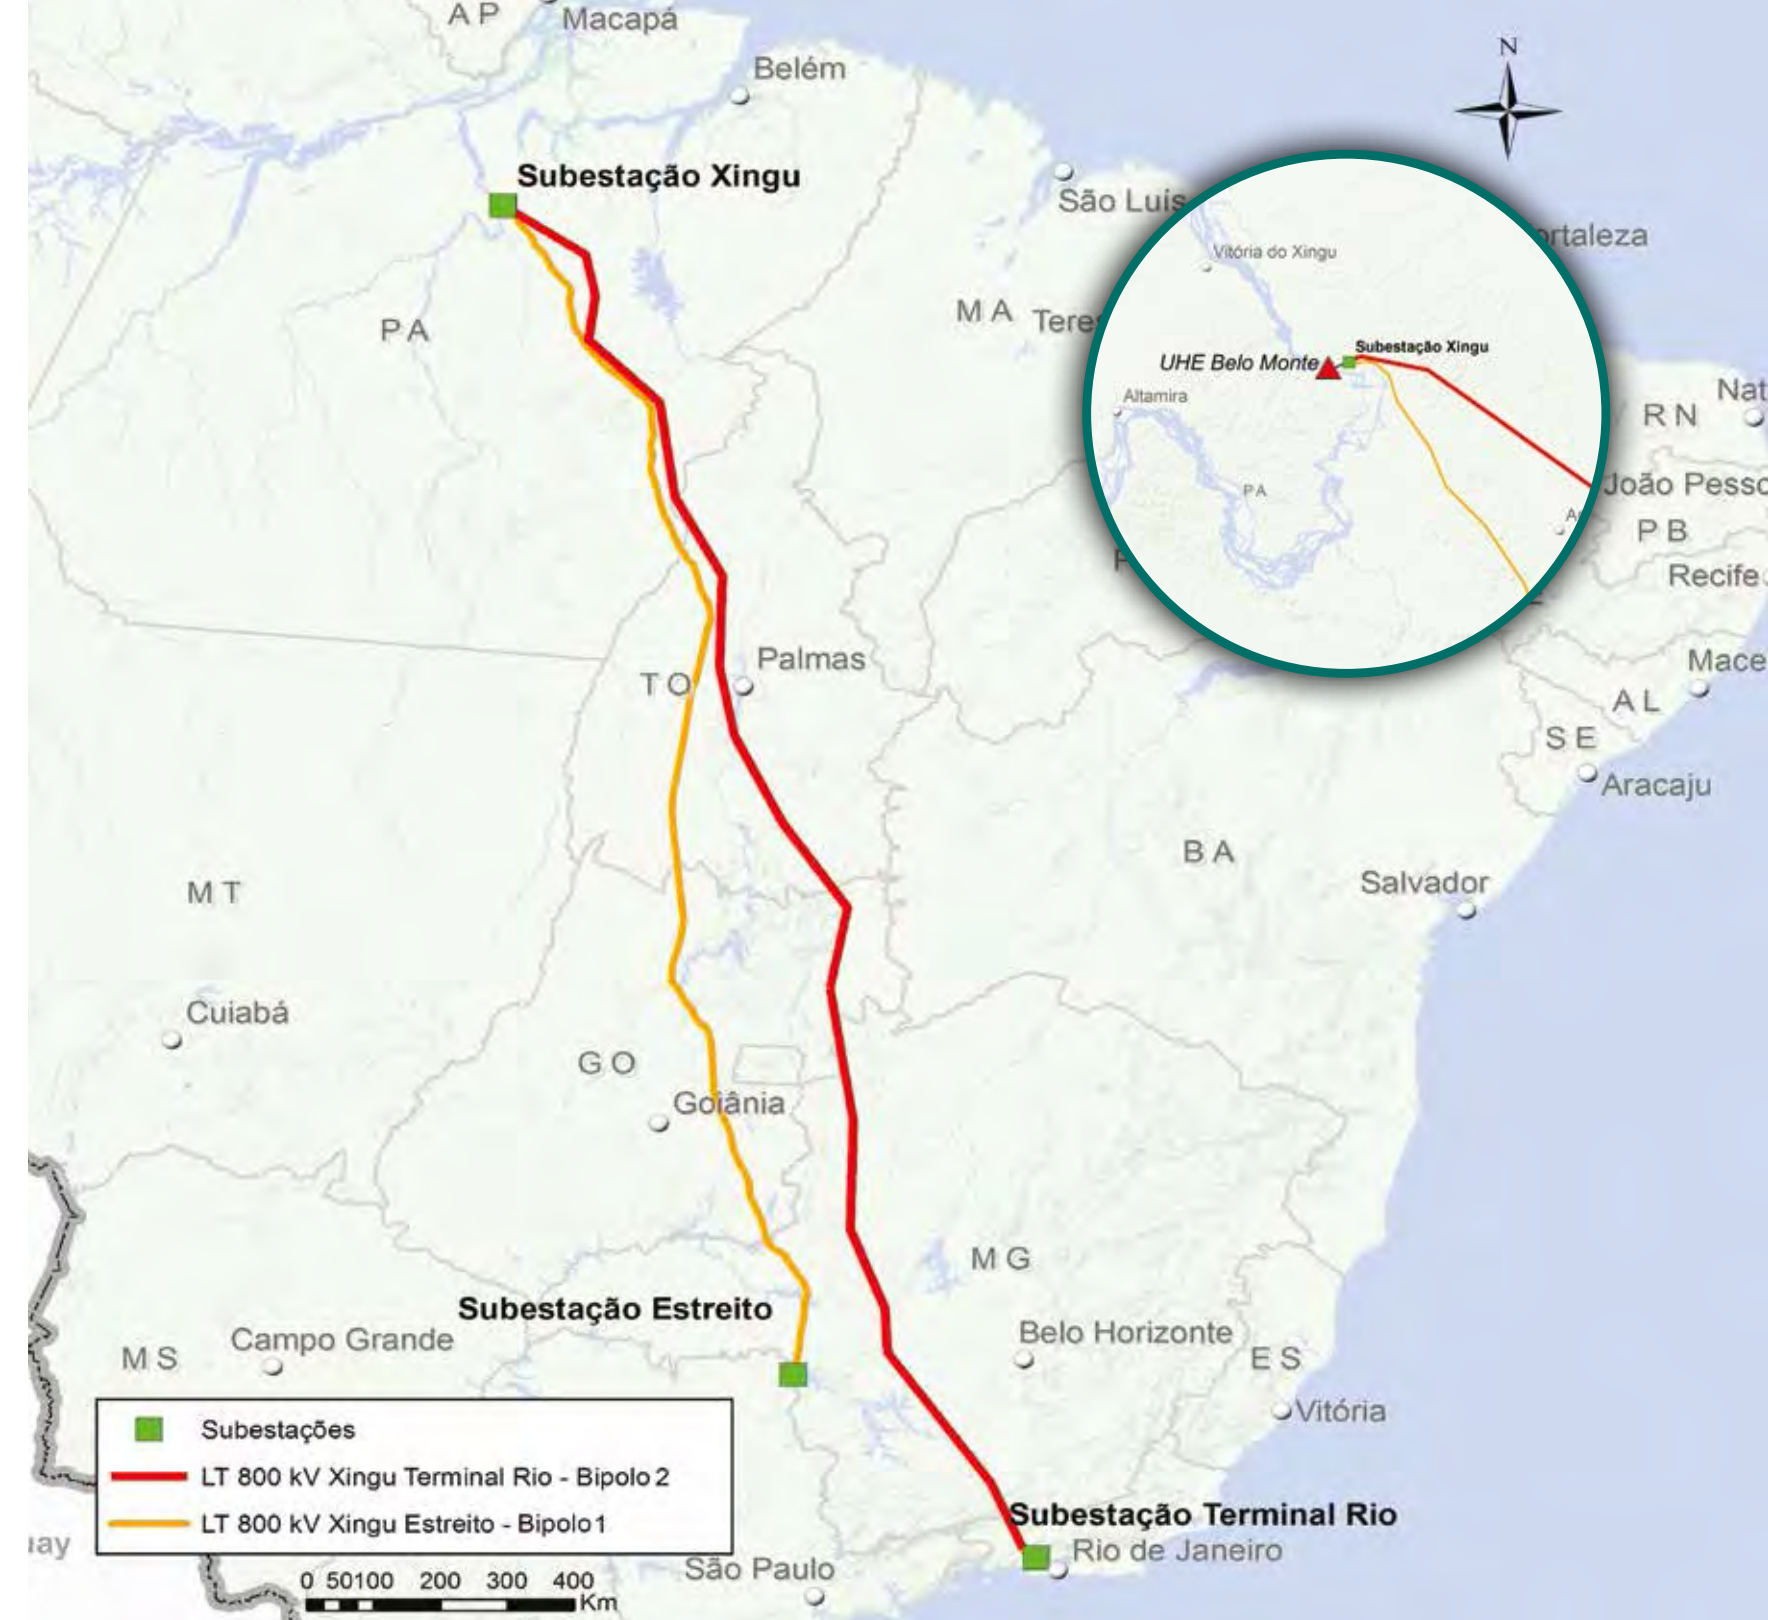 A P
Macapá
Belém
N
Subestação Xingu
São Luís
ortaleza
Vitória do Xingu
P A
M A
Tere
Subestação Xingu
UHE Belo Monte
Altamira
Nat
R N
PA
João Pesso
A
P B
P
Recife
Palmas
T O
Mace
A L
S E
Aracaju
B A
M T
Salvador
Cuiabá
G O
Goiânia
M G
Subestação Estreito
Belo Horizonte
Campo Grande
M S
E S
Vitória
Subestações
LT 800 kV Xingu Terminal Rio - Bipolo 2
Subestação Terminal Rio
LT 800 kV Xingu Estreito - Bipolo 1
uay
Rio de Janeiro
São Paulo
0 50 100 200 300 400
Km